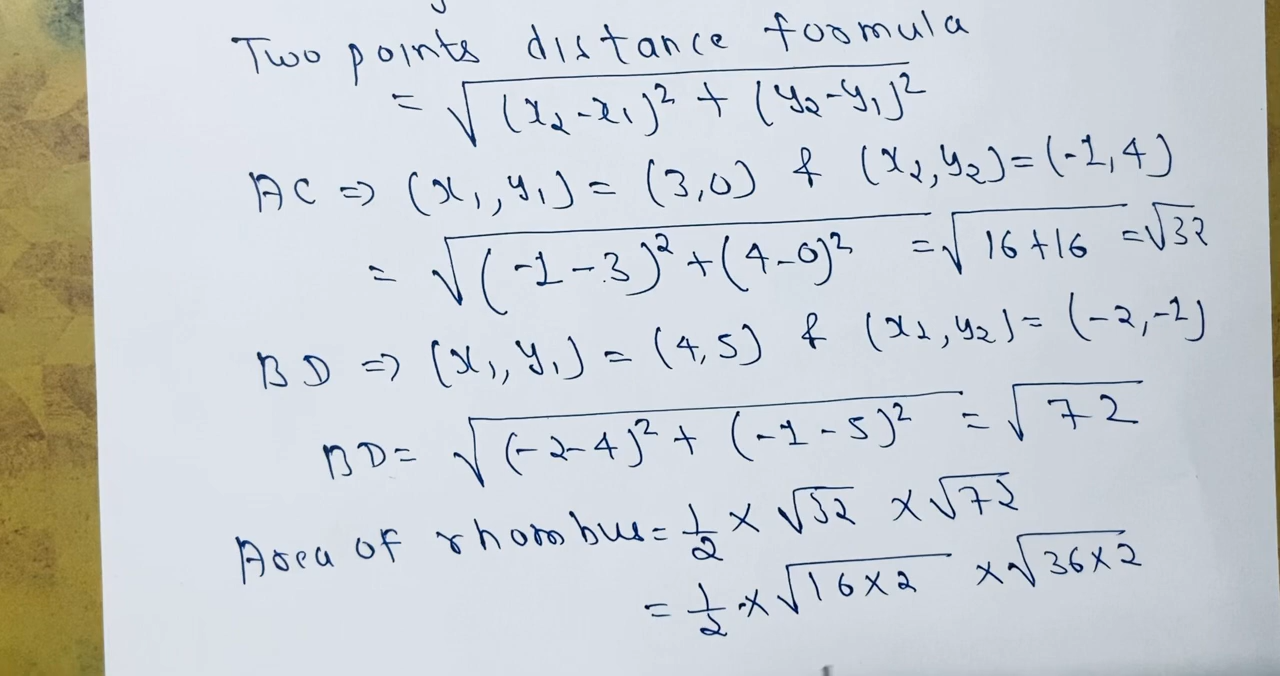 Two points distance formula
= √(x₂-x₁)² + (y₂-y₁)²
AC ⇒ (x₁,y₁) = (3,0) & (x₂,y₂)=(-1,4)
= √(-1-3)²+(4-0)² =√16+16 =√32
BD ⇒ (x₁,y₁) = (4,5) & (x₂,y₂)= (-2,-1)
BD= √(-2-4)²+ (-1-5)² =√72
Area of rhombus= 1/2 × √32 ×√72
= 1/2 ×√16×2 ×√36×2